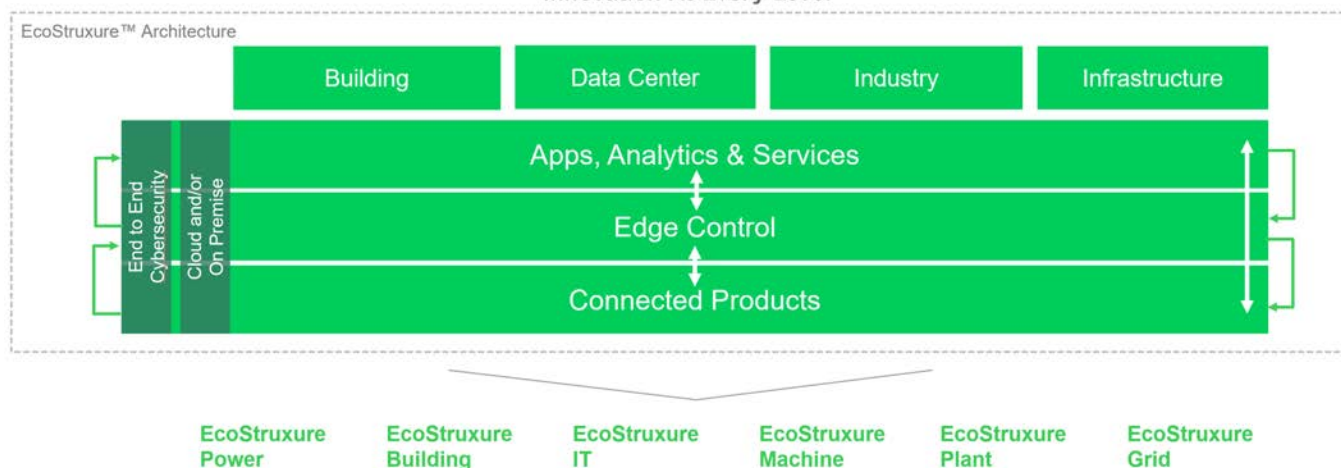 EcoStruxure™ Architecture
Building
Data Center
Industry
Infrastructure
End to End
Cybersecurity
Cloud and/or
On Premise
Apps, Analytics & Services
Edge Control
Connected Products
EcoStruxure
Power
EcoStruxure
Building
EcoStruxure
IT
EcoStruxure
Machine
EcoStruxure
Plant
EcoStruxure
Grid